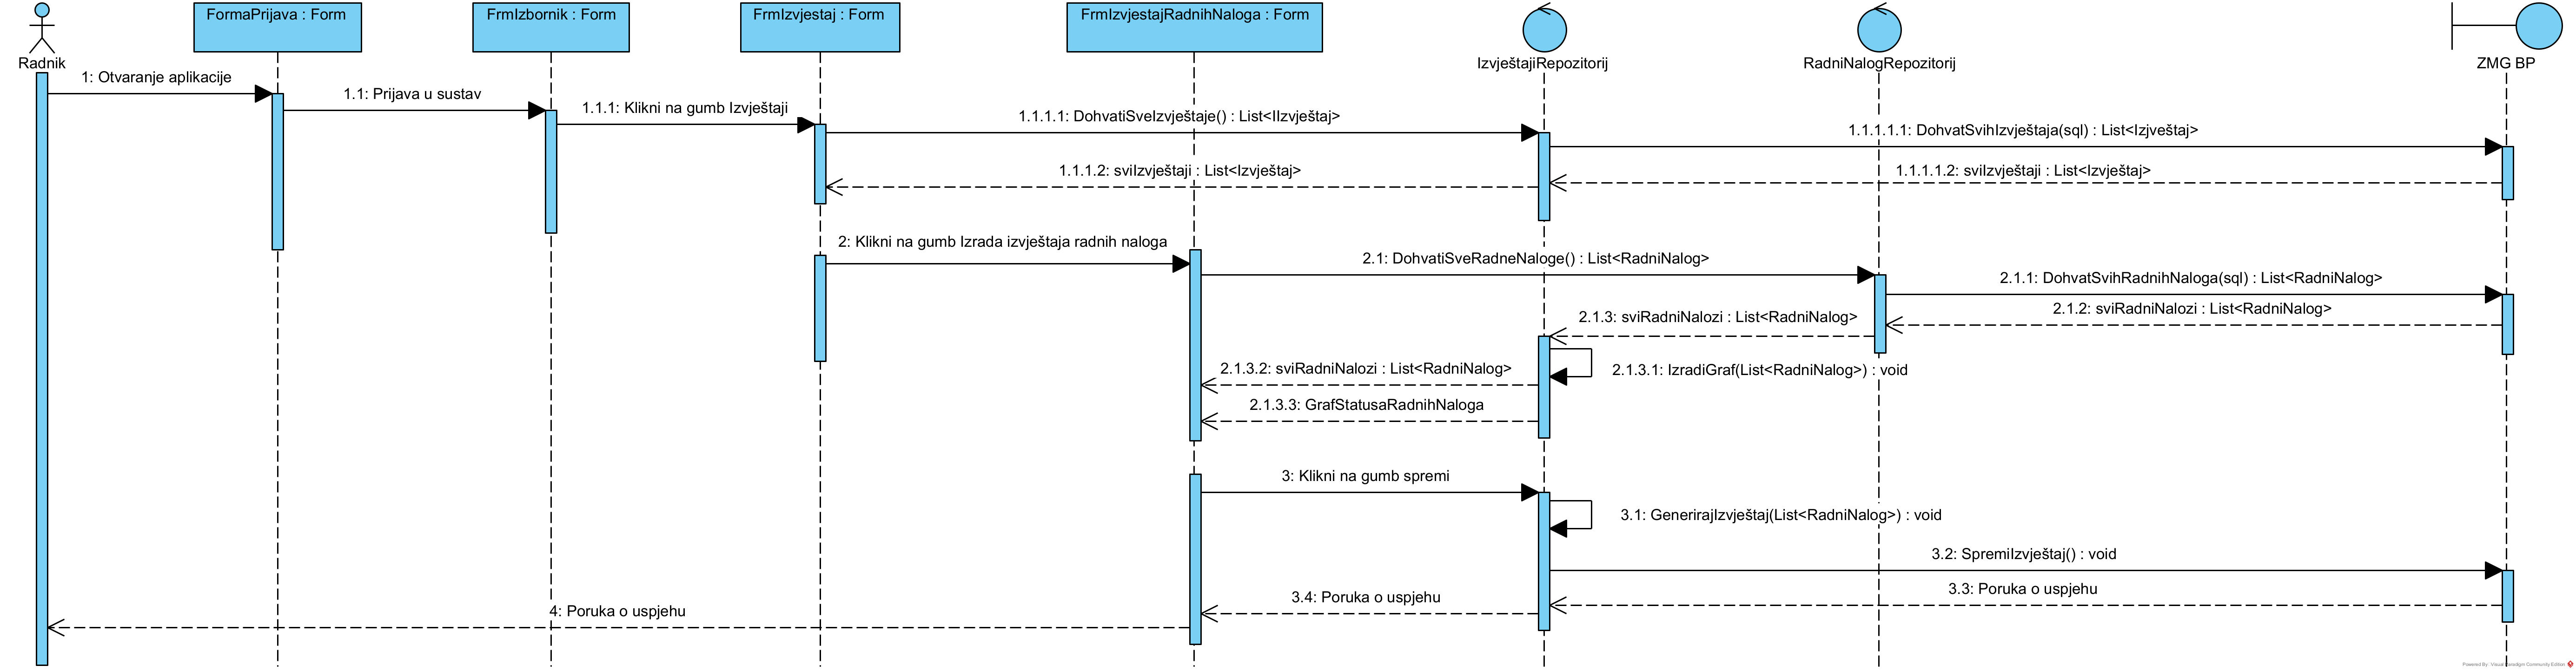 FormaPrijava : Form
FrmIzbornik : Form
FrmIzvjestaj : Form
FrmIzvjestajRadnihNaloga : Form
Radnik
IzvještajiRepozitorij
RadniNalogRepozitorij
ZMG BP
1: Otvaranje aplikacije
1.1: Prijava u sustav
1.1.1: Klikni na gumb Izvještaji
1.1.1.1: DohvatiSveIzvještaje() : List<IIzvještaj>
1.1.1.1.1: DohvatSvihIzvještaja(sql) : List<Izjveštaj>
1.1.1.2: sviIzvještaji : List<Izvještaj>
1.1.1.1.2: sviIzvještaji : List<Izvještaj>
2: Klikni na gumb Izrada izvještaja radnih naloga
2.1: DohvatiSveRadneNaloge() : List<RadniNalog>
2.1.1: DohvatSvihRadnihNaloga(sql) : List<RadniNalog>
2.1.2: sviRadniNalozi : List<RadniNalog>
2.1.3: sviRadniNalozi : List<RadniNalog>
2.1.3.1: IzradiGraf(List<RadniNalog>) : void
2.1.3.2: sviRadniNalozi : List<RadniNalog>
2.1.3.3: GrafStatusaRadnihNaloga
3: Klikni na gumb spremi
3.1: GenerirajIzvještaj(List<RadniNalog>) : void
3.2: SpremiIzvještaj() : void
3.3: Poruka o uspjehu
3.4: Poruka o uspjehu
4: Poruka o uspjehu
Powered By: Visual Paradigm Community Edition